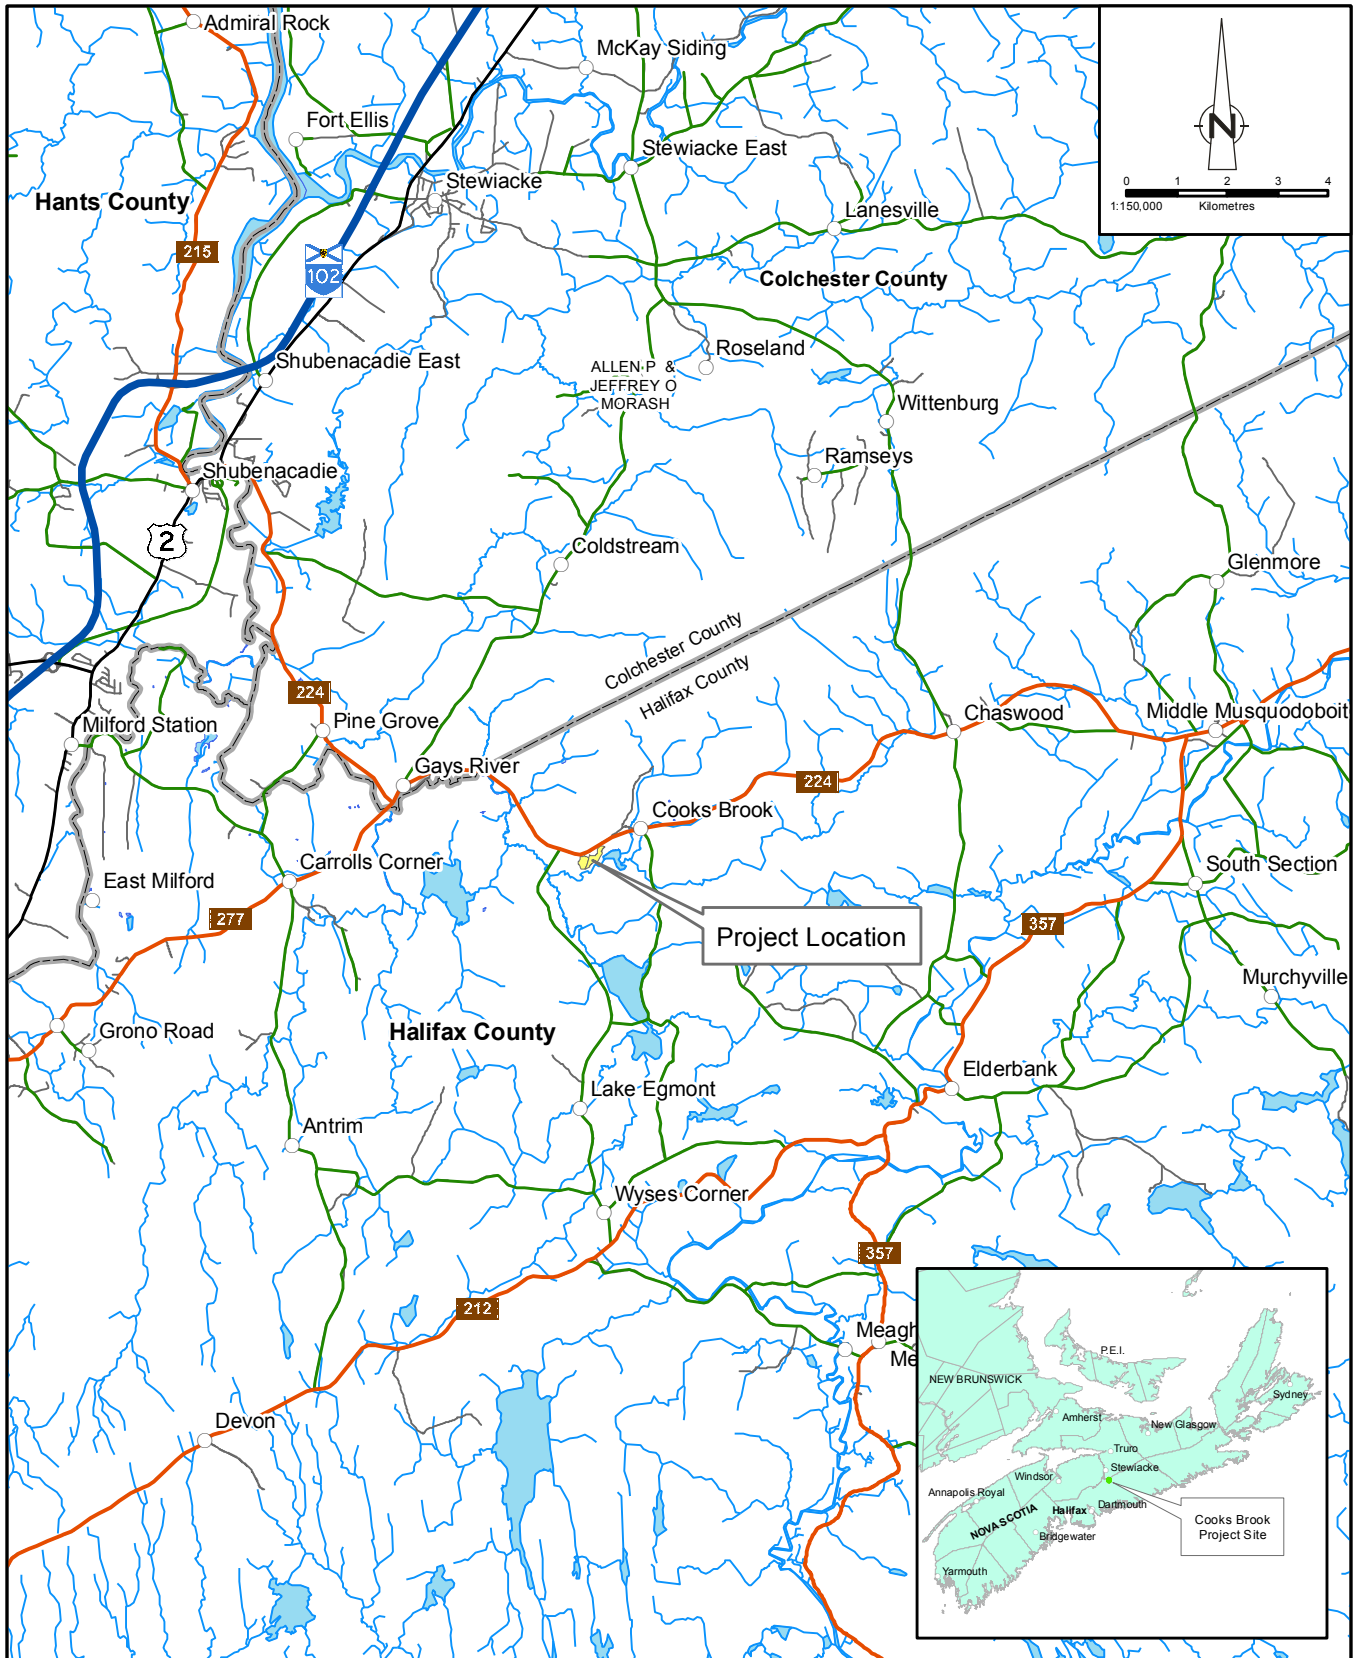 Admiral Rock
McKay Siding
Fort Ellis
Stewiacke East
Stewiacke
Hants County
Lanesville
215
102
Colchester County
N
0 1 2 3 4
1:150,000 Kilometres
Shubenacadie East
Roseland
ALLEN P &
JEFFREY O
MORASH
Wittenburg
Ramseys
Shubenacadie
2
Coldstream
Glenmore
Colchester County
Halifax County
224
Pine Grove
Milford Station
Chaswood
Middle Musquodoboit
Gays River
224
Cooks Brook
Carrolls Corner
East Milford
South Section
277
357
Project Location
Murchyville
Grono Road
Halifax County
Elderbank
Lake Egmont
Antrim
Wyses Corner
357
212
Meagh
Me
Devon
P.E.I.
NEW BRUNSWICK
Sydney
Amherst
New Glasgow
Truro
Stewiacke
Windsor
Annapolis Royal
Halifax
Dartmouth
NOVA SCOTIA
Bridgewater
Cooks Brook
Project Site
Yarmouth